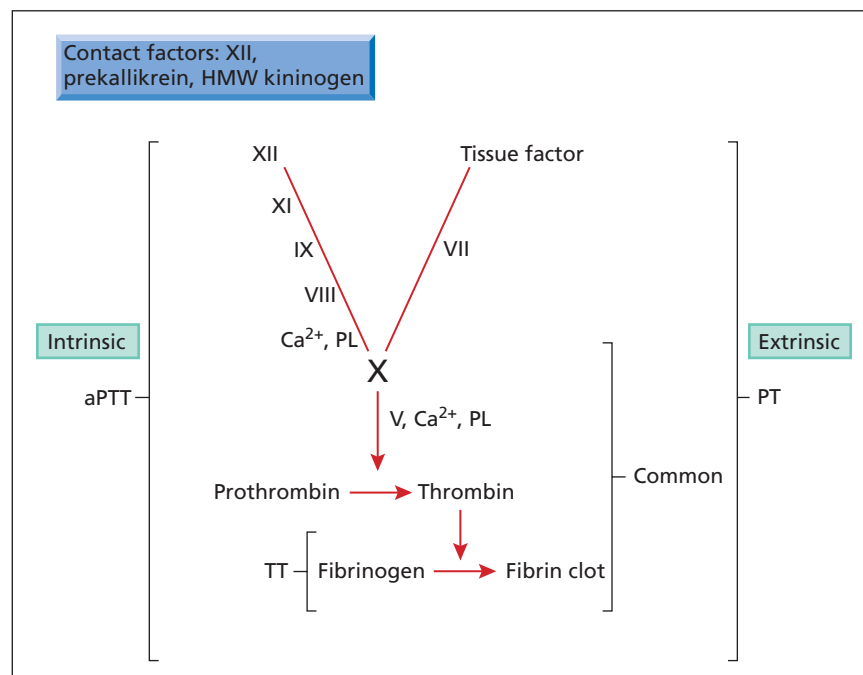 Contact factors: XII,
prekallikrein, HMW kininogen
XII
Tissue factor
XI
IX
VII
VIII
Intrinsic
Ca²⁺, PL
Extrinsic
X
aPTT
PT
V, Ca²⁺, PL
Common
Prothrombin
Thrombin
TT
Fibrinogen
Fibrin clot